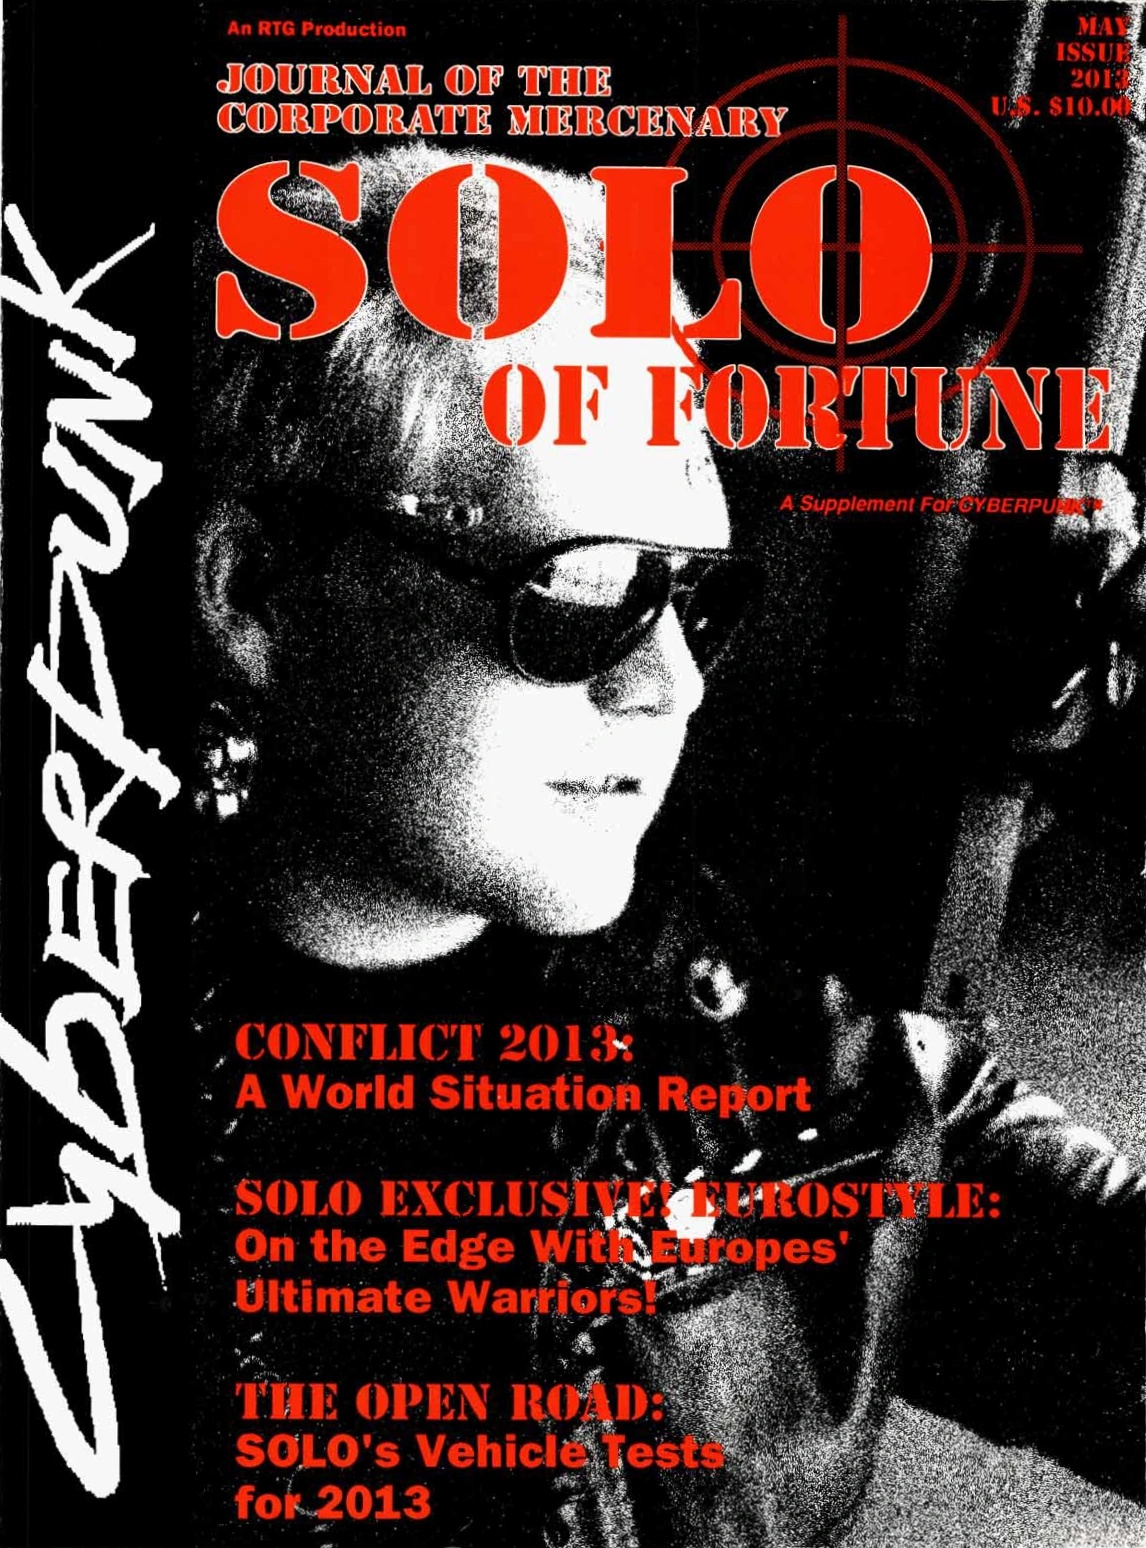 An RTG Production
MAY
ISSUE
2013
U.S. $10.00
JOURNAL OF THE
CORPORATE MERCENARY
SOLO
OF FORTUNE
A Supplement For CYBERPUNK™
CYBERPUNK
CONFLICT 2013:
A World Situation Report
SOLO EXCLUSIVE! EUROSTYLE:
On the Edge With Europes'
Ultimate Warriors!
THE OPEN ROAD:
SOLO's Vehicle Tests
for 2013